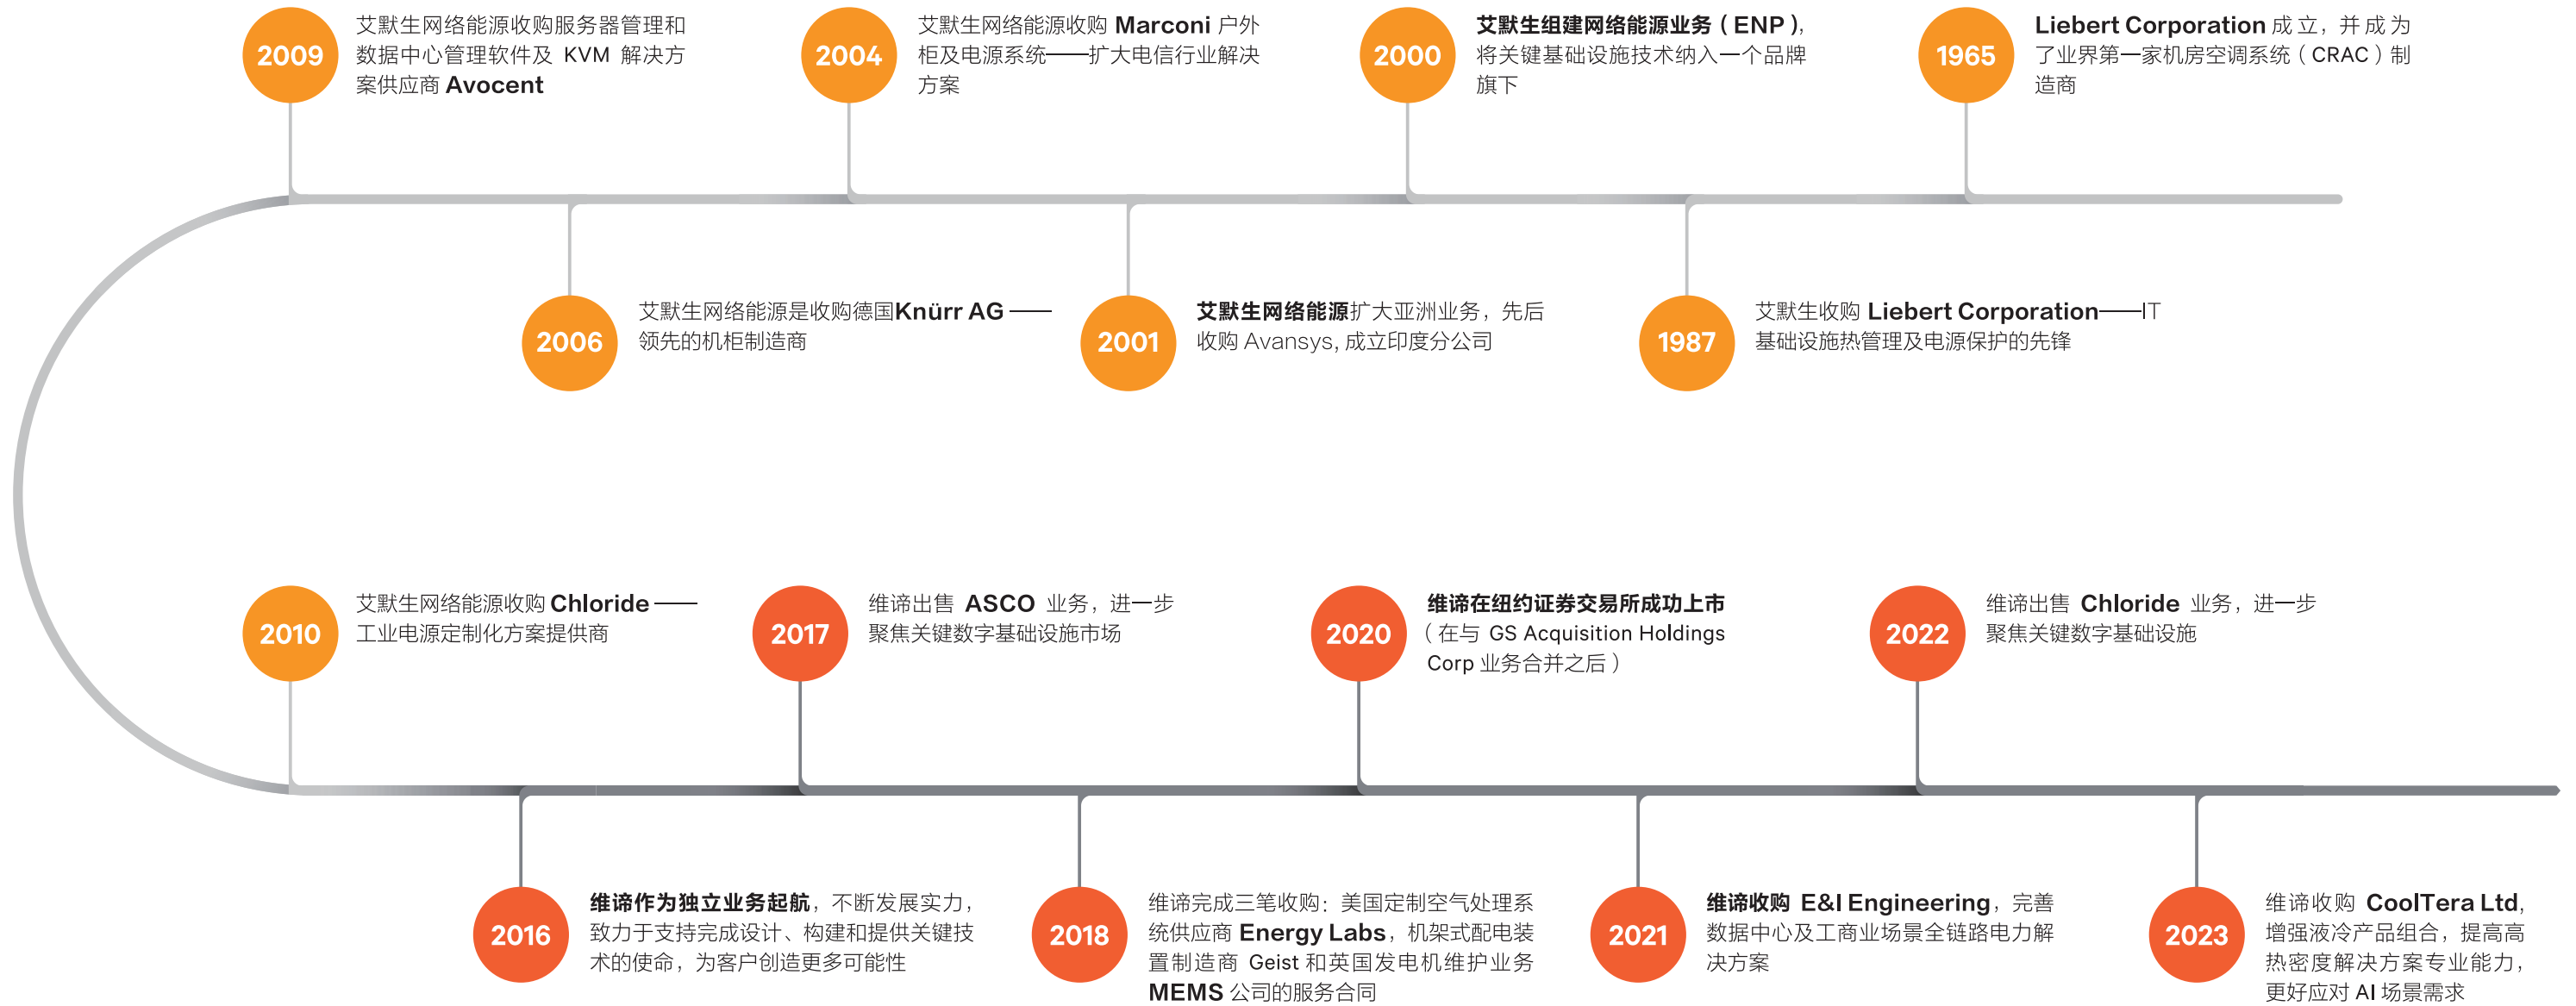 2009
艾默生网络能源收购服务器管理和
数据中心管理软件及 KVM 解决方
案供应商 Avocent
2004
艾默生网络能源收购 Marconi 户外
柜及电源系统——扩大电信行业解决
方案
2000
艾默生组建网络能源业务（ENP），
将关键基础设施技术纳入一个品牌
旗下
1965
Liebert Corporation 成立，并成为
了业界第一家机房空调系统（CRAC）制
造商
2006
艾默生网络能源是收购德国Knürr AG ——
领先的机柜制造商
2001
艾默生网络能源扩大亚洲业务，先后
收购 Avansys, 成立印度分公司
1987
艾默生收购 Liebert Corporation——IT
基础设施热管理及电源保护的先锋
2010
艾默生网络能源收购 Chloride ——
工业电源定制化方案提供商
2017
维谛出售 ASCO 业务，进一步
聚焦关键数字基础设施市场
2020
维谛在纽约证券交易所成功上市
（在与 GS Acquisition Holdings
Corp 业务合并之后）
2022
维谛出售 Chloride 业务，进一步
聚焦关键数字基础设施
2016
维谛作为独立业务起航，不断发展实力，
致力于支持完成设计、构建和提供关键技
术的使命，为客户创造更多可能性
2018
维谛完成三笔收购：美国定制空气处理系
统供应商 Energy Labs，机架式配电装
置制造商 Geist 和英国发电机维护业务
MEMS 公司的服务合同
2021
维谛收购 E&I Engineering，完善
数据中心及工商业场景全链路电力解
决方案
2023
维谛收购 CoolTera Ltd,
增强液冷产品组合，提高高
热密度解决方案专业能力，
更好应对 AI 场景需求